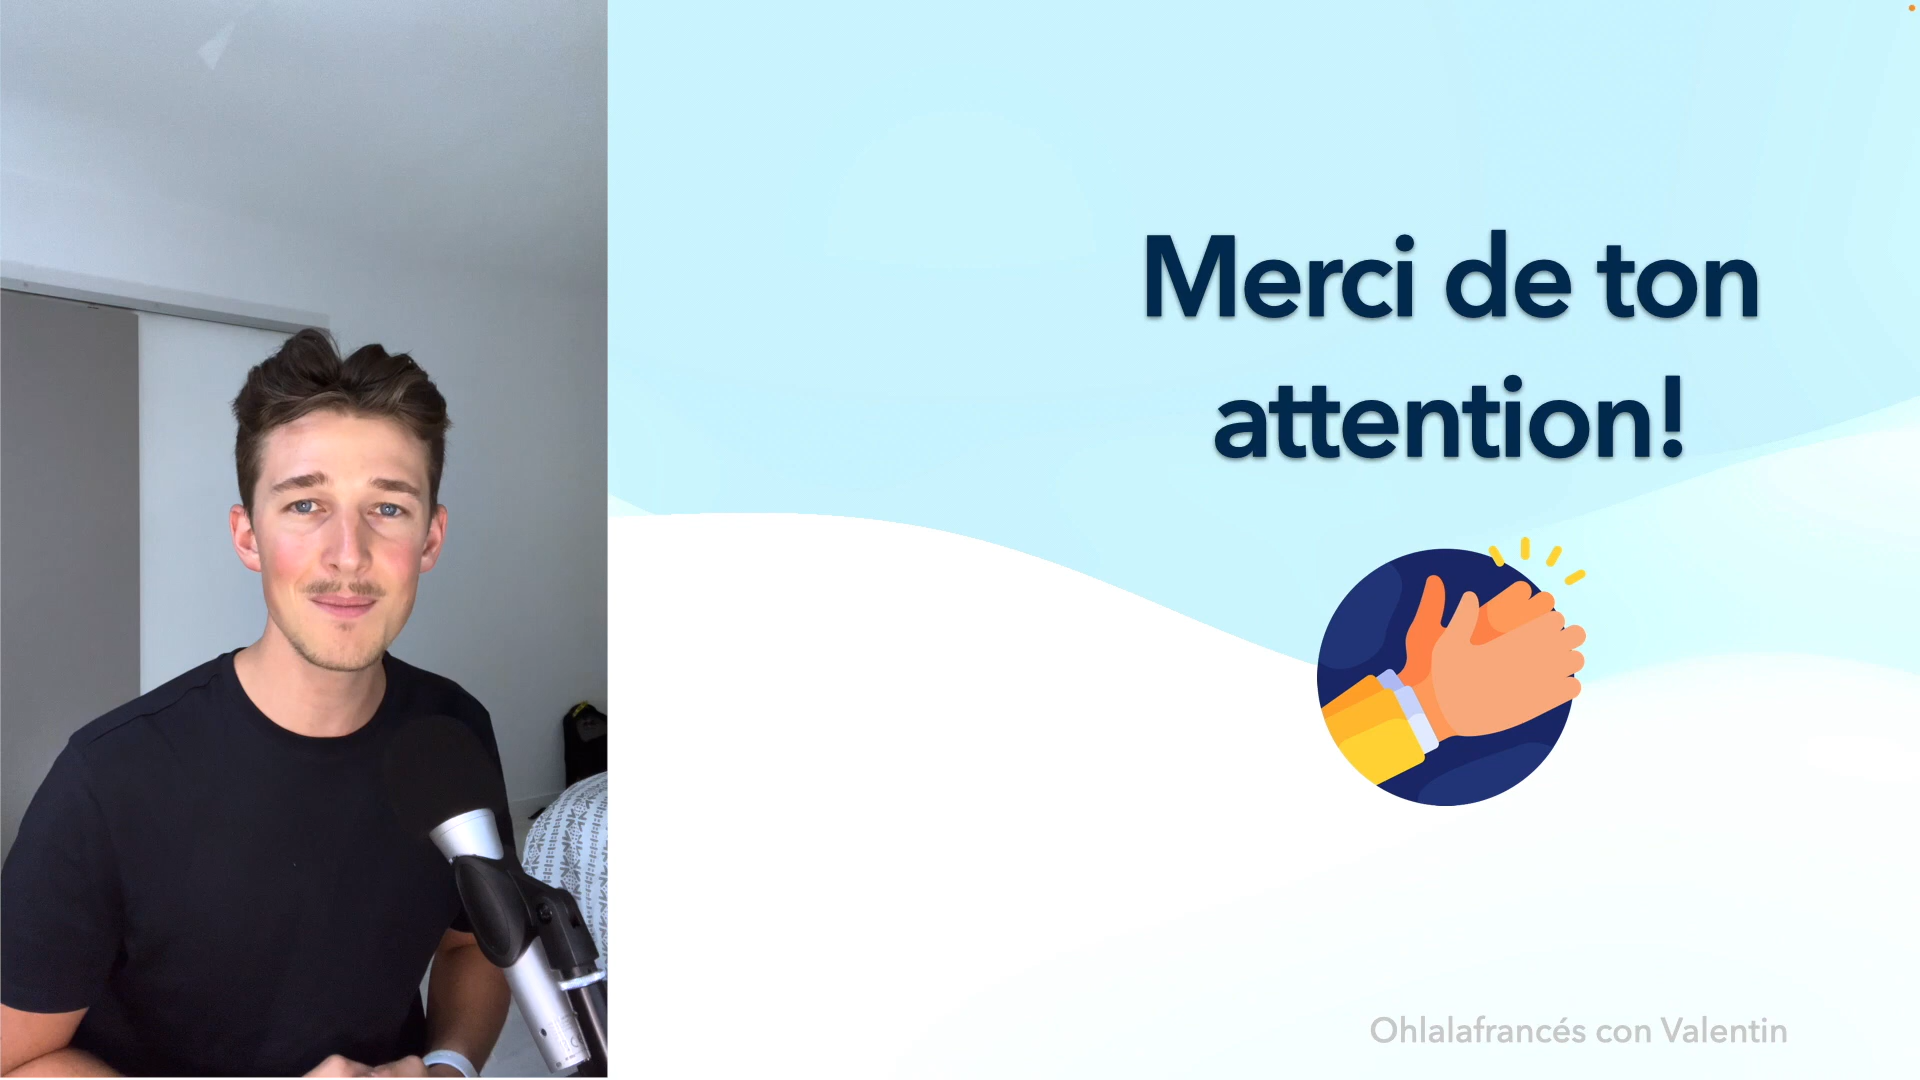 Merci de ton
attention!
Ohlalafrancés con Valentin